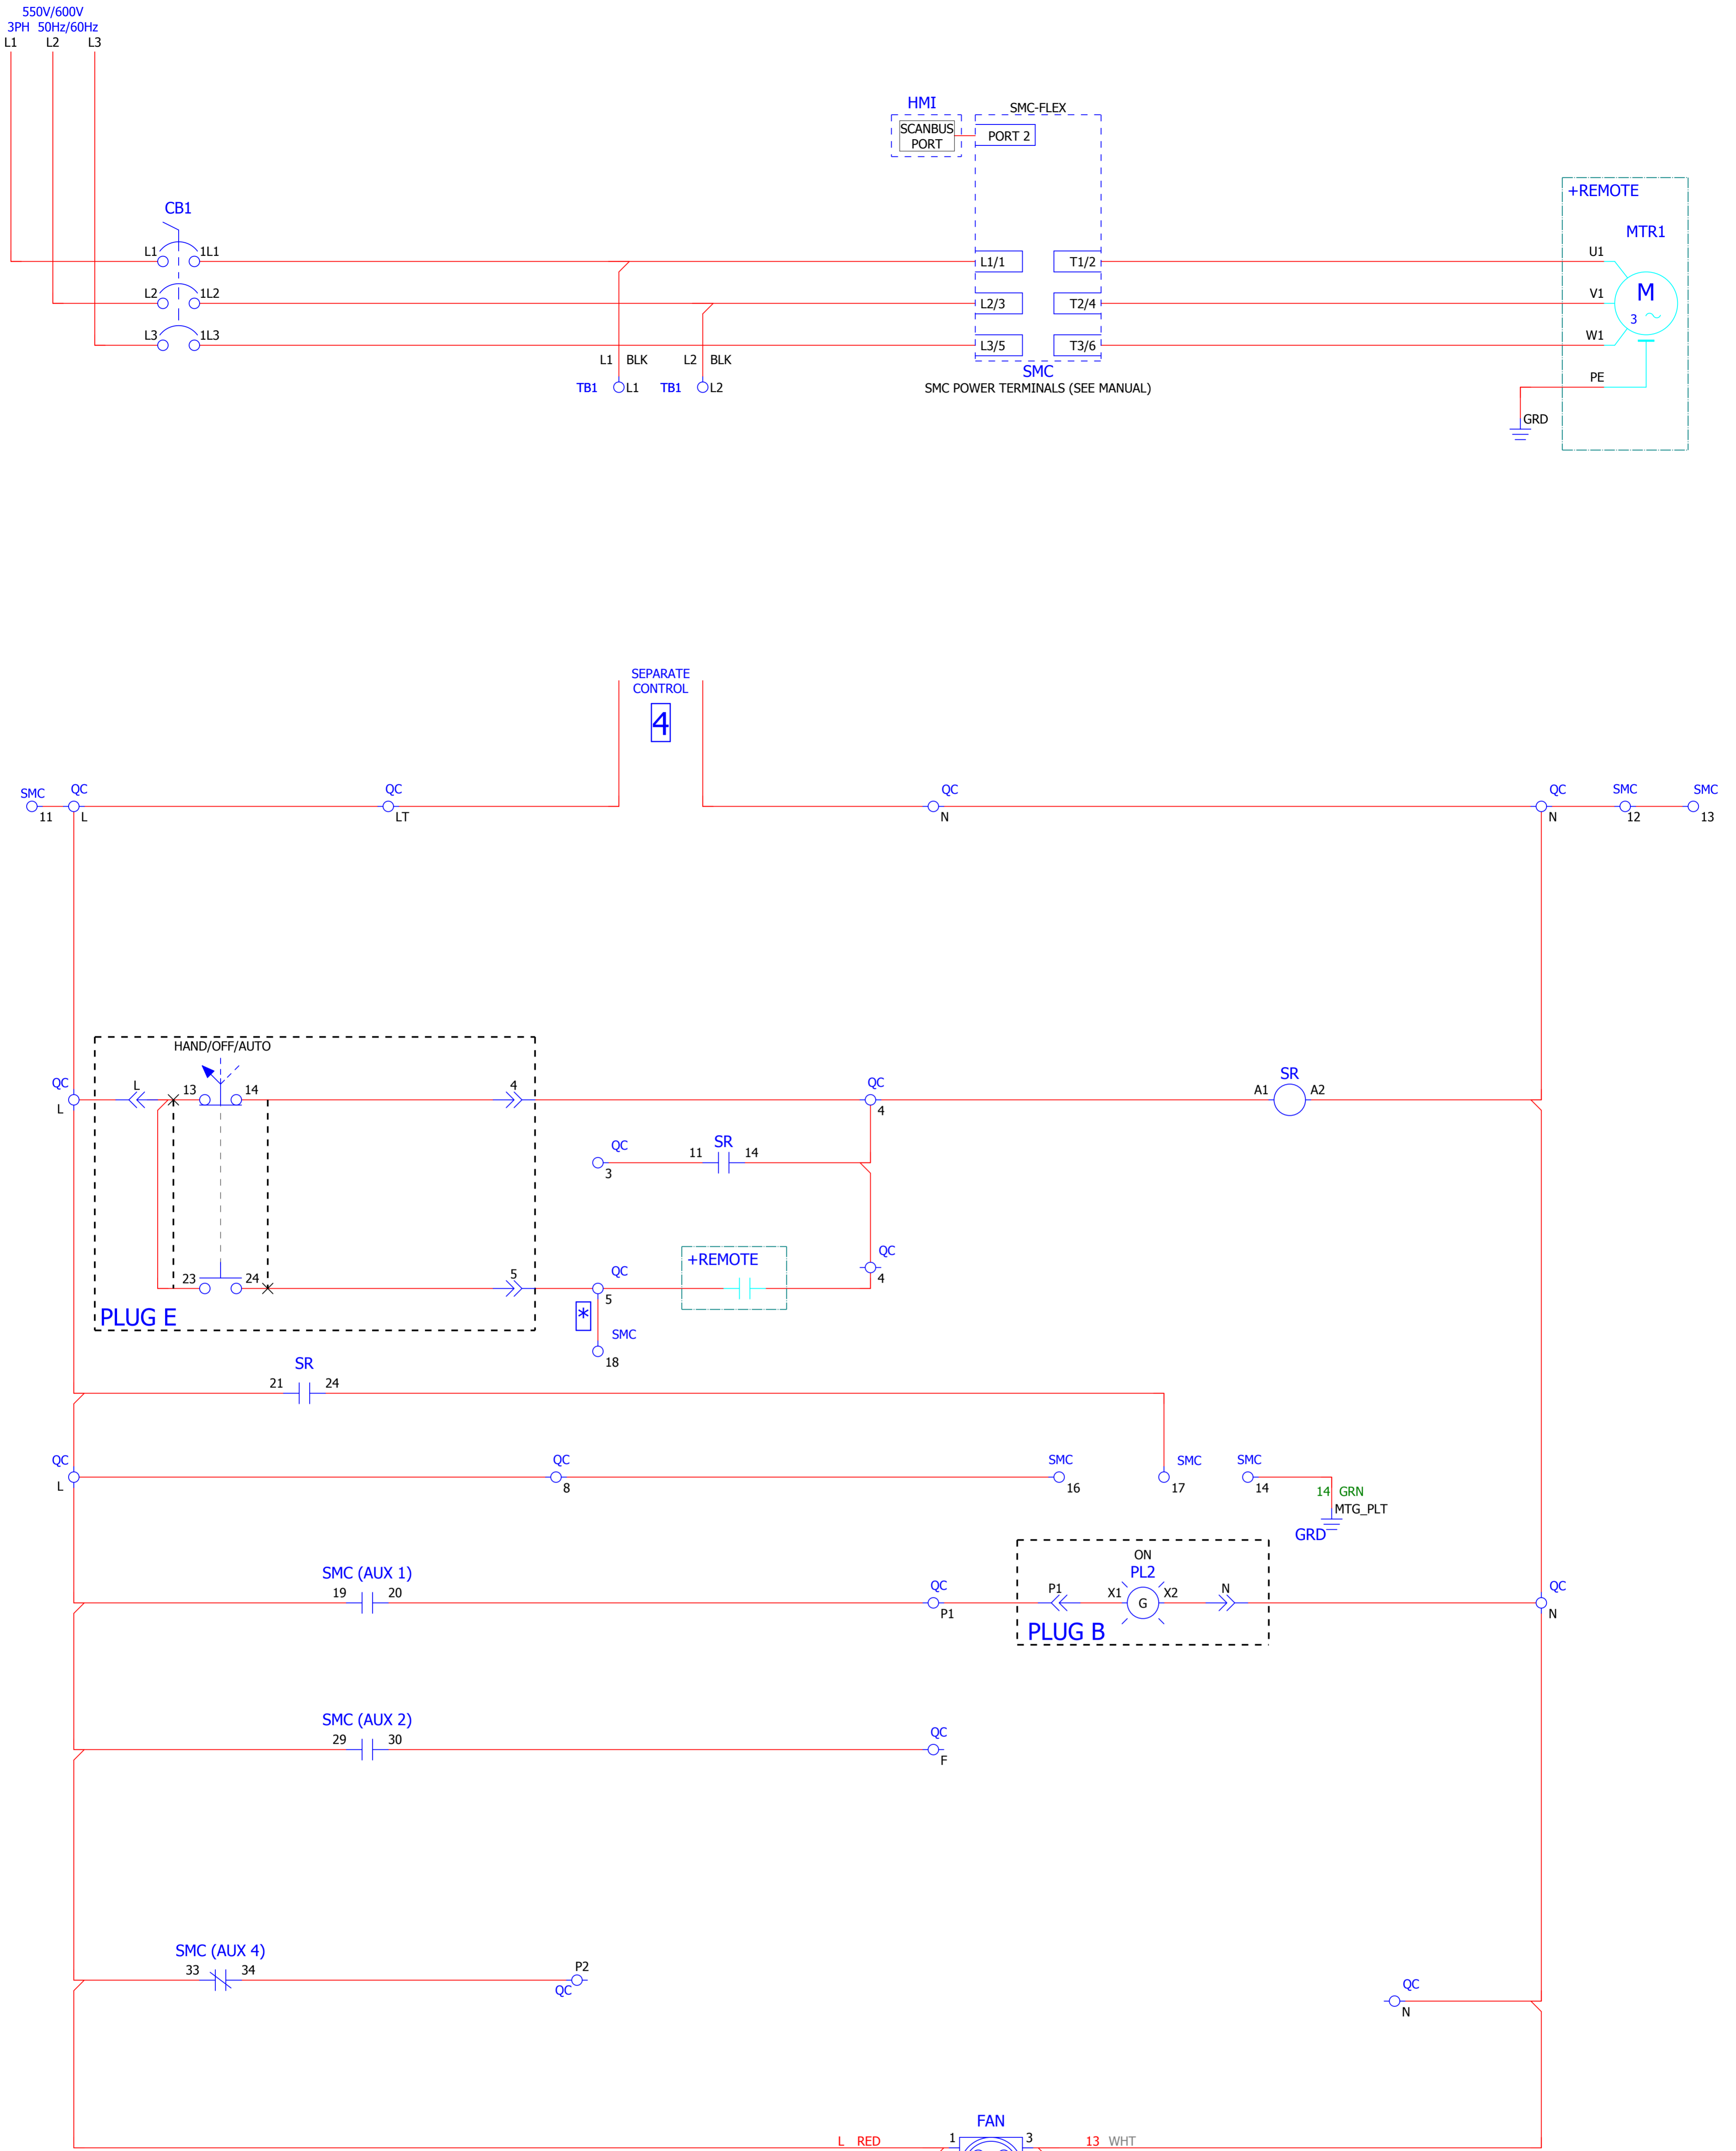 550V/600V
3PH 50Hz/60Hz
L1 L2 L3
HMI
SMC-FLEX
SCANBUS
PORT
PORT 2
+REMOTE
CB1
MTR1
L1 1L1 L1/1 T1/2 U1
L2 1L2 L2/3 T2/4 V1
M
3
L3 1L3 L3/5 T3/6 W1
L1 BLK L2 BLK
SMC
PE
TB1 L1 TB1 L2
SMC POWER TERMINALS (SEE MANUAL)
GRD
SEPARATE
CONTROL
4
SMC QC QC QC QC SMC SMC
11 L LT N N 12 13
HAND/OFF/AUTO
QC L 13 14 4 QC SR
L 4 A1 A2
QC 11 SR 14
3
+REMOTE QC
4
23 24 5 QC
5
PLUG E
*
SMC
18
SR
21 24
QC QC SMC SMC SMC
L 8 16 17 14
14 GRN
MTG_PLT
GRD
ON
SMC (AUX 1) PL2
19 20 QC P1 X1 X2 N QC
P1 G N
PLUG B
SMC (AUX 2)
29 30 QC
F
SMC (AUX 4)
33 34 P2
QC
QC
N
FAN
L RED 1 3 13 WHT